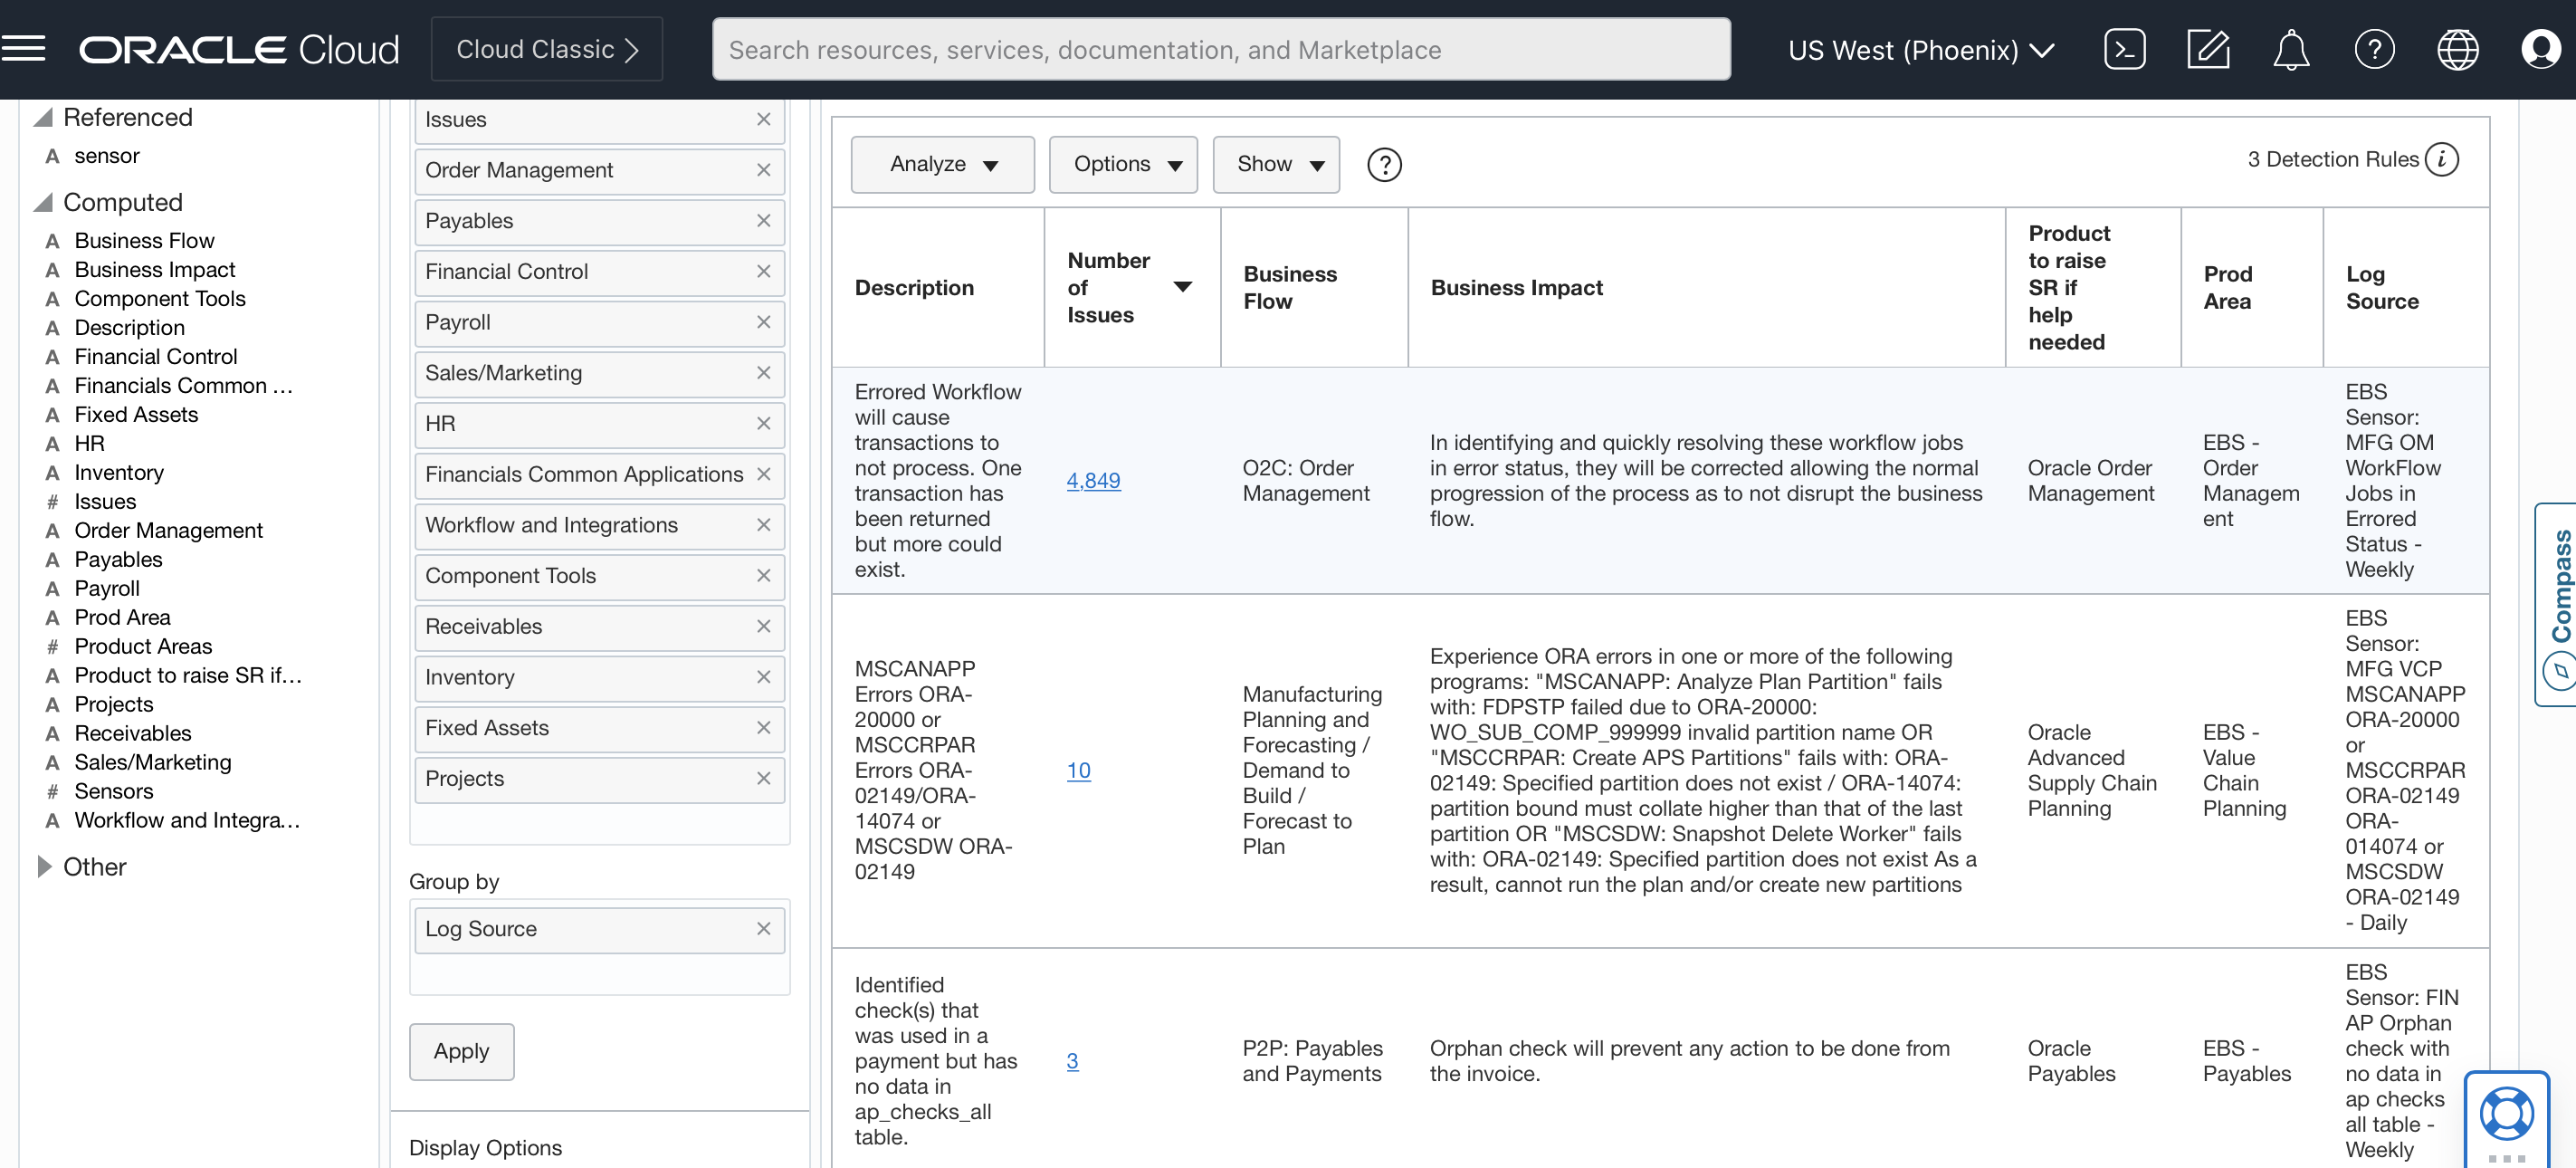 ORACLE Cloud
Cloud Classic
Search resources, services, documentation, and Marketplace
US West (Phoenix)
Referenced
A sensor
Computed
A Business Flow
A Business Impact
A Component Tools
A Description
A Financial Control
A Financials Common ...
A Fixed Assets
A HR
A Inventory
# Issues
A Order Management
A Payables
A Payroll
A Prod Area
# Product Areas
A Product to raise SR if...
A Projects
A Receivables
A Sales/Marketing
# Sensors
A Workflow and Integra...
Other
Issues
Order Management
Payables
Financial Control
Payroll
Sales/Marketing
HR
Financials Common Applications
Workflow and Integrations
Component Tools
Receivables
Inventory
Fixed Assets
Projects
Group by
Log Source
Apply
Display Options
Analyze
Options
Show
?
3 Detection Rules
i
Description
Number
of
Issues
Business
Flow
Business Impact
Product
to raise
SR if
help
needed
Prod
Area
Log
Source
Errored Workflow
will cause
transactions to
not process. One
transaction has
been returned
but more could
exist.
4,849
O2C: Order
Management
In identifying and quickly resolving these workflow jobs
in error status, they will be corrected allowing the normal
progression of the process as to not disrupt the business
flow.
Oracle Order
Management
EBS -
Order
Managem
ent
EBS
Sensor:
MFG OM
WorkFlow
Jobs in
Errored
Status -
Weekly
MSCANAPP
Errors ORA-
20000 or
MSCCRPAR
Errors ORA-
02149/ORA-
14074 or
MSCSDW ORA-
02149
10
Manufacturing
Planning and
Forecasting /
Demand to
Build /
Forecast to
Plan
Experience ORA errors in one or more of the following
programs: "MSCANAPP: Analyze Plan Partition" fails
with: FDPSTP failed due to ORA-20000:
WO_SUB_COMP_999999 invalid partition name OR
"MSCCRPAR: Create APS Partitions" fails with: ORA-
02149: Specified partition does not exist / ORA-14074:
partition bound must collate higher than that of the last
partition OR "MSCSDW: Snapshot Delete Worker" fails
with: ORA-02149: Specified partition does not exist As a
result, cannot run the plan and/or create new partitions
Oracle
Advanced
Supply Chain
Planning
EBS -
Value
Chain
Planning
EBS
Sensor:
MFG VCP
MSCANAPP
ORA-20000
or
MSCCRPAR
ORA-02149
ORA-
014074 or
MSCSDW
ORA-02149
- Daily
Identified
check(s) that
was used in a
payment but has
no data in
ap_checks_all
table.
3
P2P: Payables
and Payments
Orphan check will prevent any action to be done from
the invoice.
Oracle
Payables
EBS -
Payables
EBS
Sensor: FIN
AP Orphan
check with
no data in
ap checks
all table -
Weekly
Compass